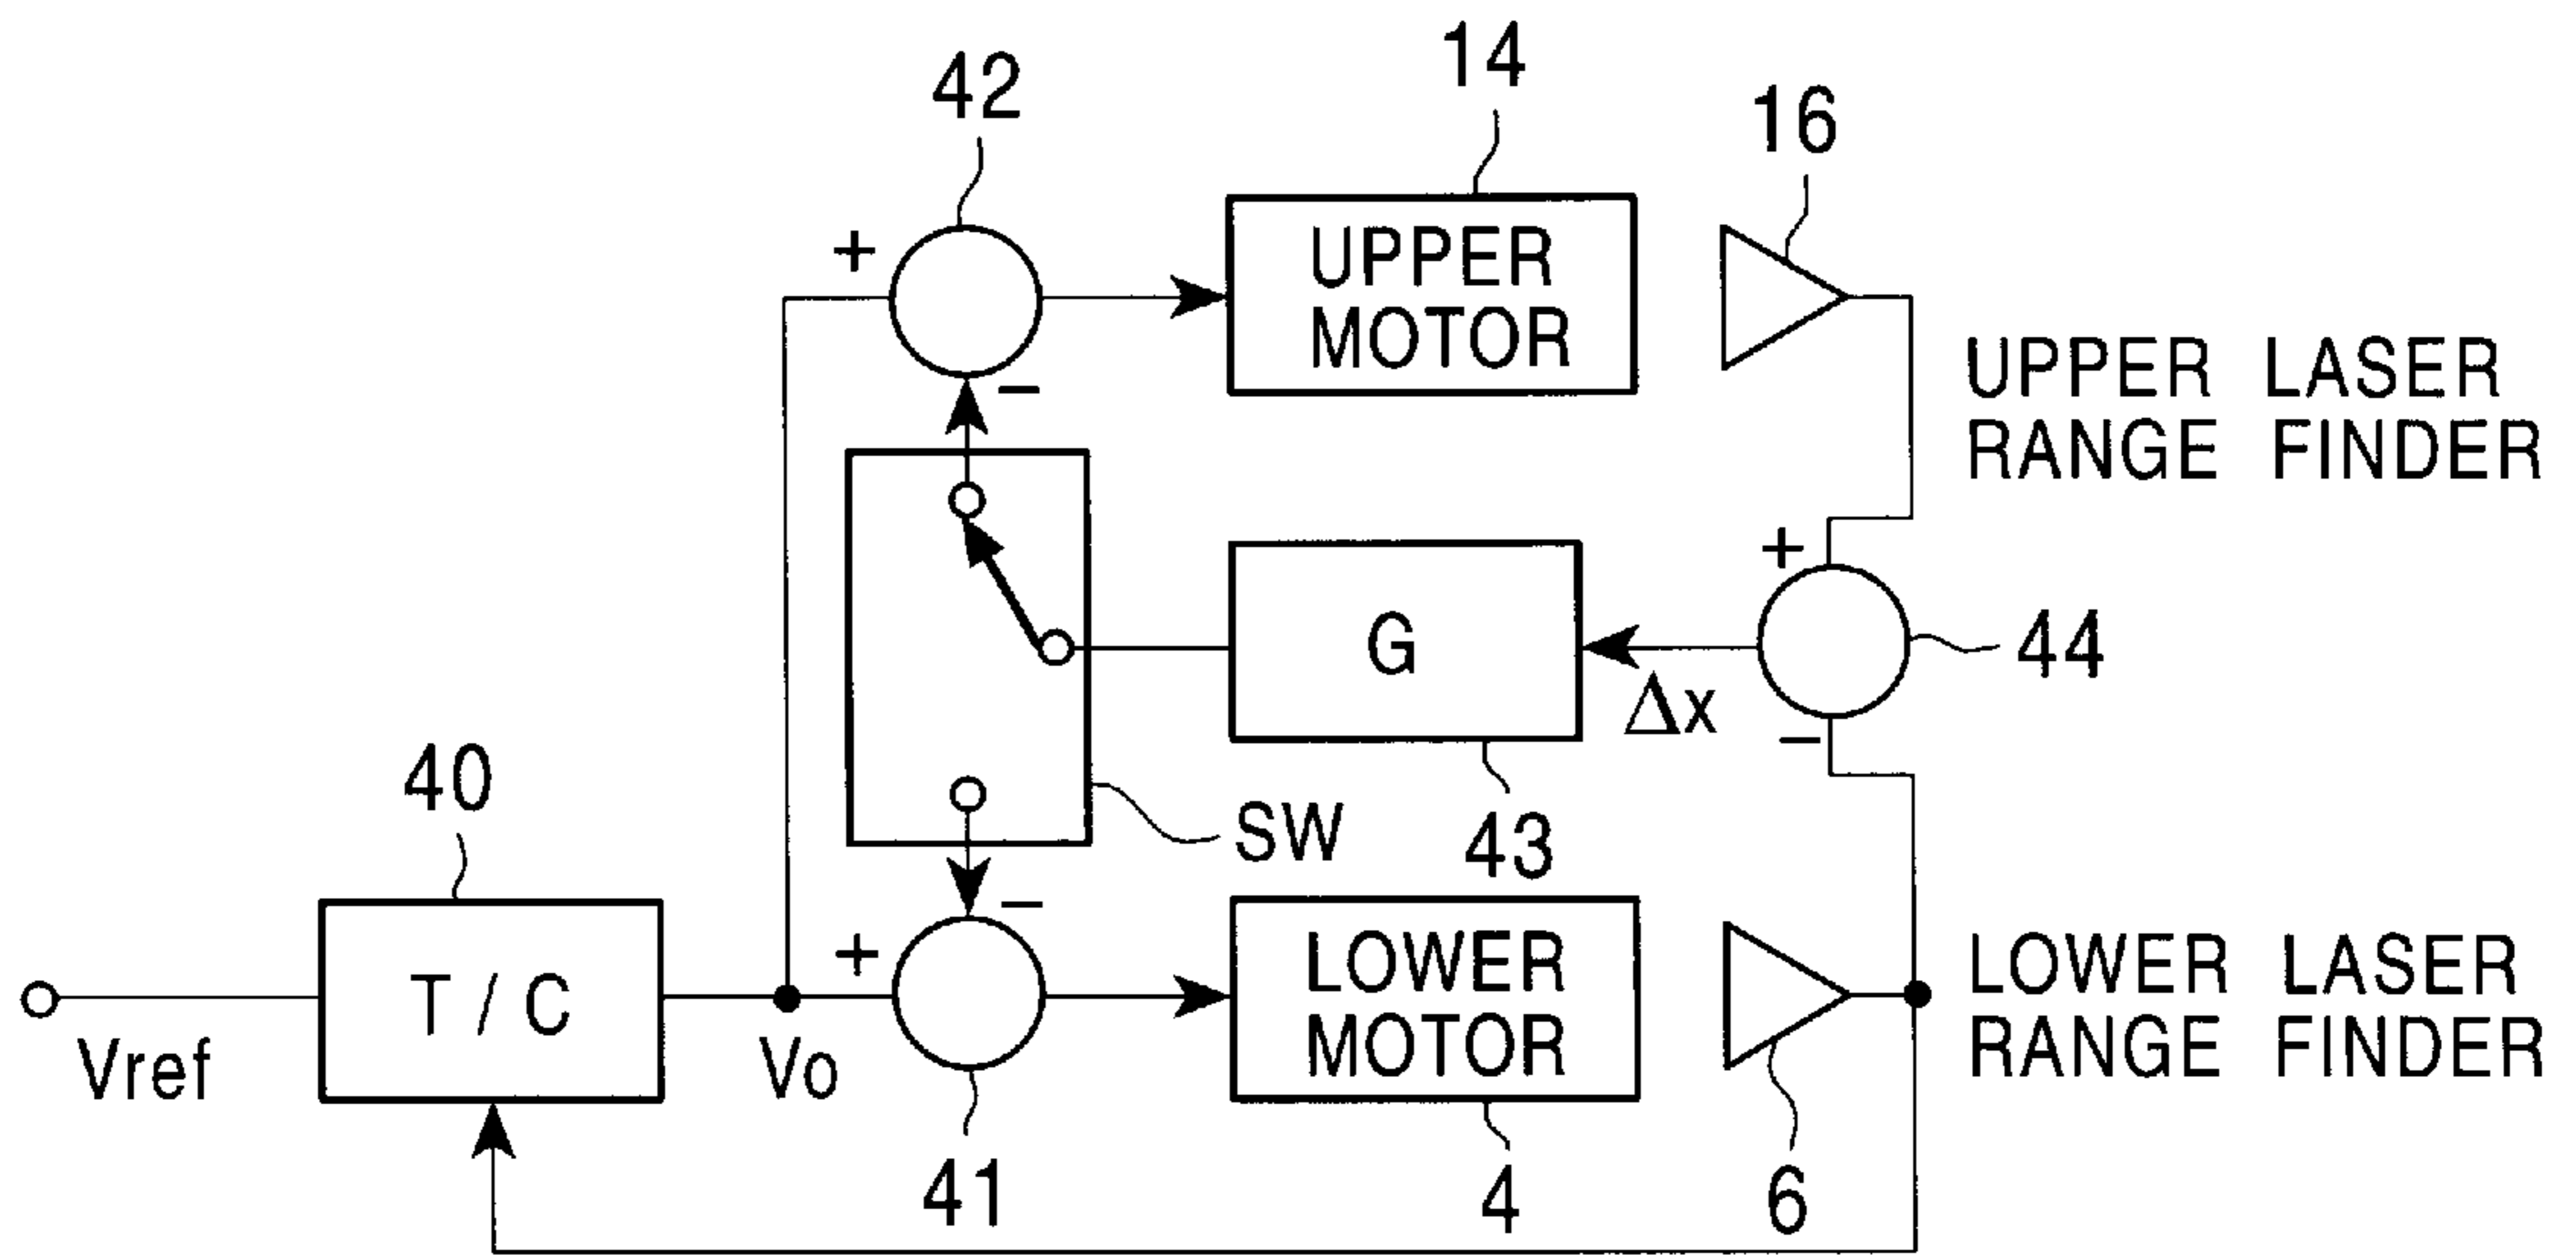 14
42
16
+
UPPER
MOTOR
UPPER LASER
RANGE FINDER
−
+
G
44
Δx
−
40
SW
43
−
+
T / C
LOWER
MOTOR
LOWER LASER
RANGE FINDER
Vref
Vo
41
4
6